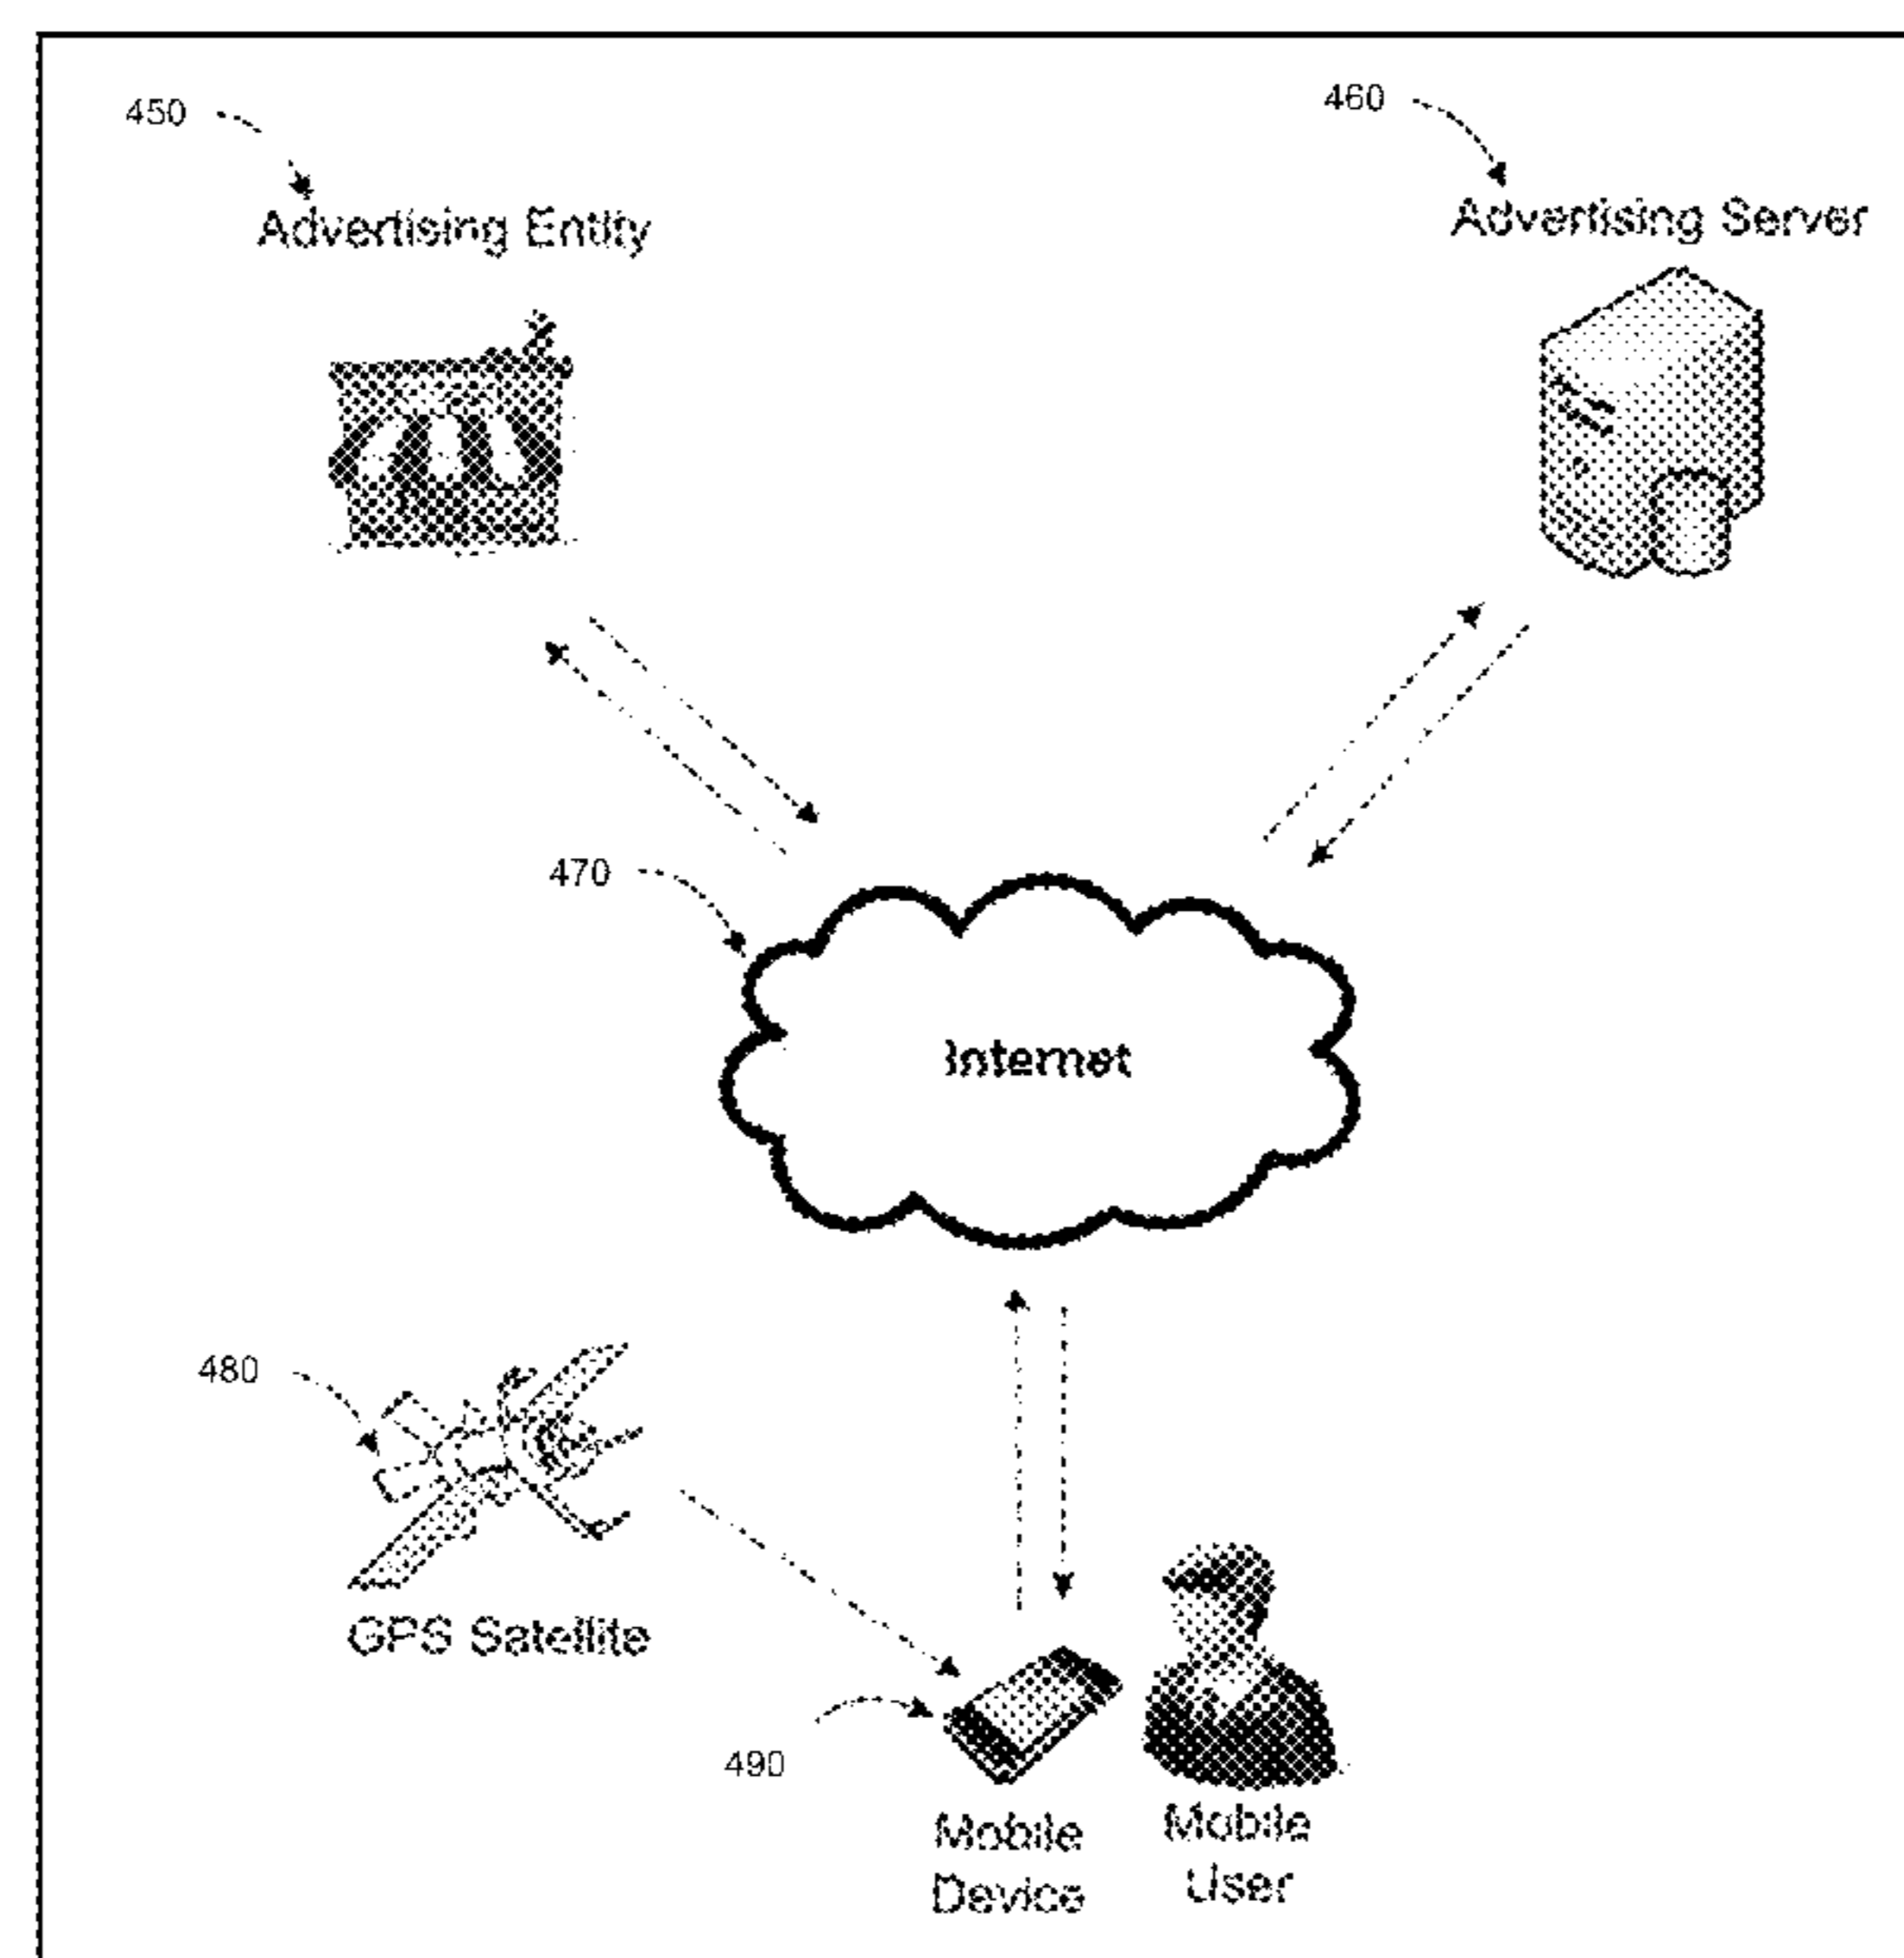 450
460
Advertising Entity
Advertising Server
470
Internet
480
GPS Satellite
490
Mobile
Device
Mobile
User